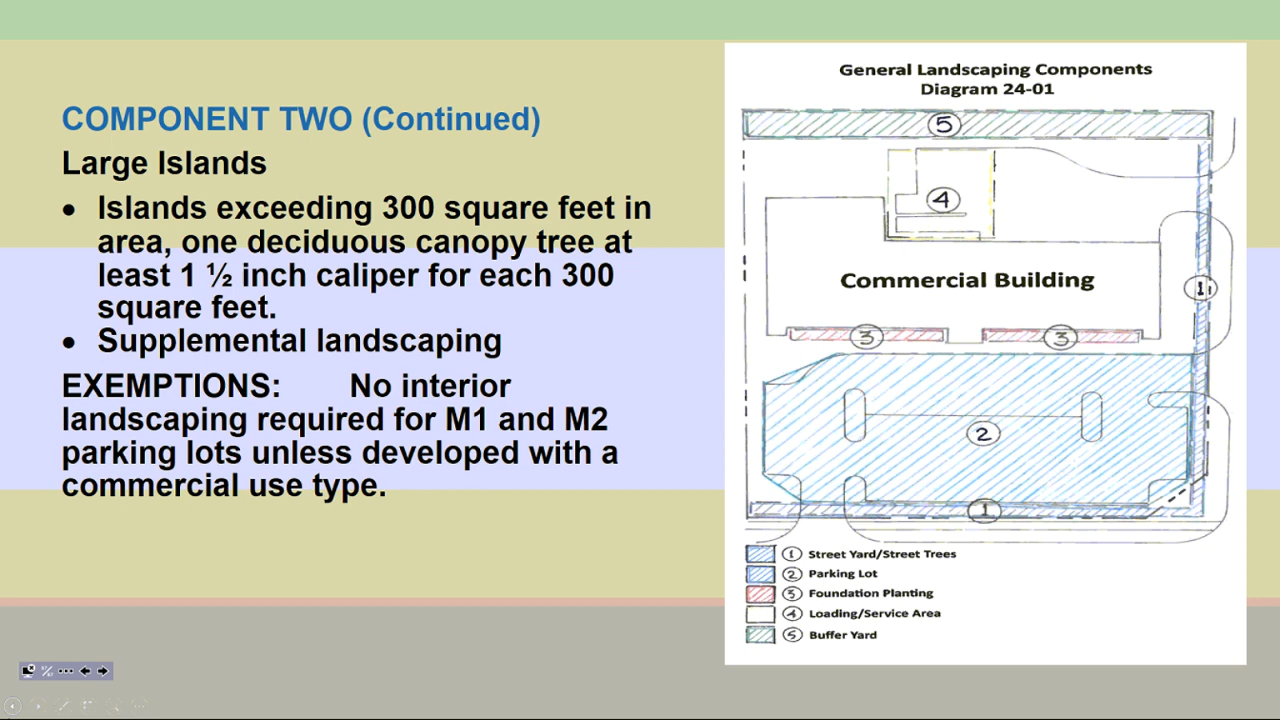 COMPONENT TWO (Continued)
Large Islands
• Islands exceeding 300 square feet in
area, one deciduous canopy tree at
least 1 ½ inch caliper for each 300
square feet.
• Supplemental landscaping
EXEMPTIONS: No interior
landscaping required for M1 and M2
parking lots unless developed with a
commercial use type.
General Landscaping Components
Diagram 24-01
5
4
Commercial Building
1
3 3
2
1
1 Street Yard/Street Trees
2 Parking Lot
3 Foundation Planting
4 Loading/Service Area
5 Buffer Yard